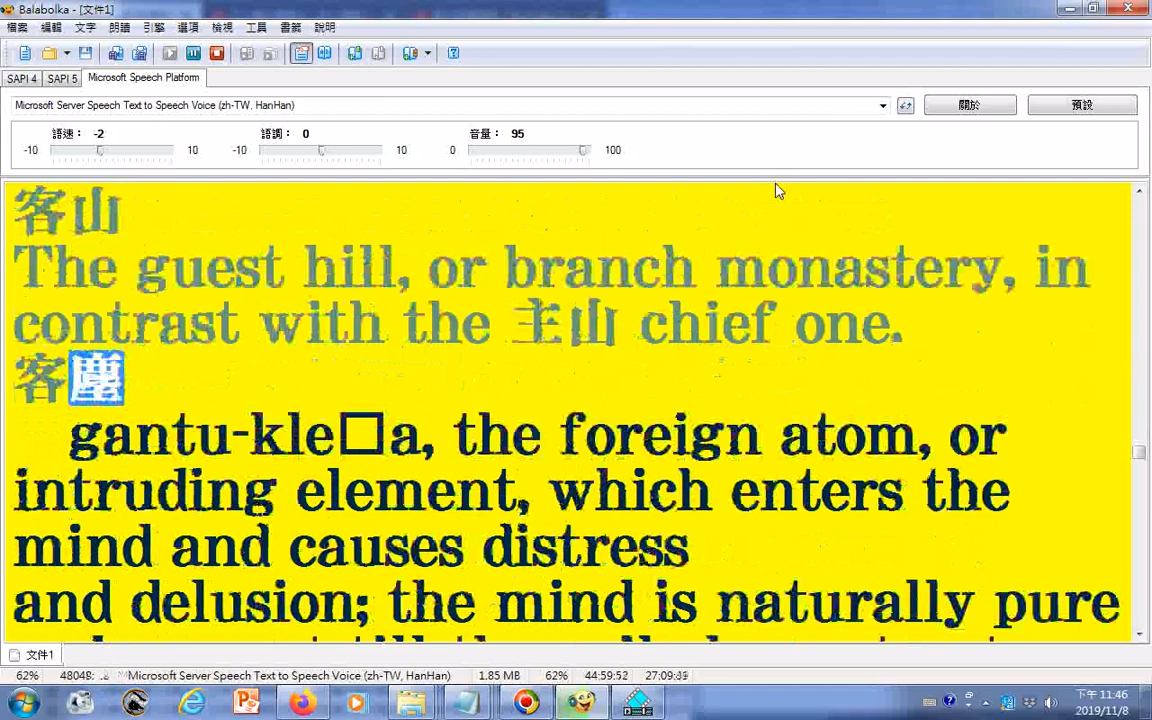 Balabolka - [文件1]
檔案 編輯 文字 朗讀 引擎 選項 檢視 工具 書籤 說明
SAPI 4 SAPI 5 Microsoft Speech Platform
Microsoft Server Speech Text to Speech Voice (zh-TW, HanHan) 關於 預設
語速： -2 語調： 0 音量： 95
-10 10 -10 10 0 100
客山
The guest hill, or branch monastery, in
contrast with the 主山 chief one.
客塵
gantu-kle□a, the foreign atom, or
intruding element, which enters the
mind and causes distress
and delusion; the mind is naturally pure
文件1
62% Microsoft Server Speech Text to Speech Voice (zh-TW, HanHan) 1.85 MB 62% 44:59:52
下午 11:46
2019/11/8